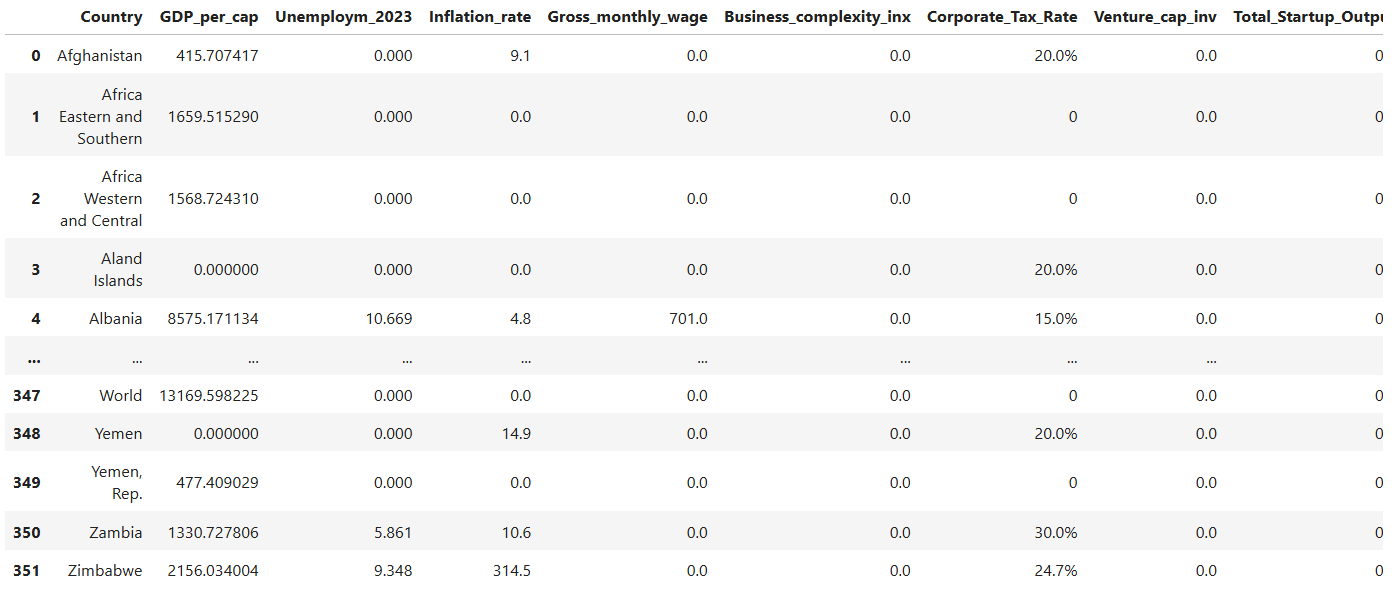 Country GDP_per_cap Unemploym_2023 Inflation_rate Gross_monthly_wage Business_complexity_inx Corporate_Tax_Rate Venture_cap_inv Total_Startup_Outpu
0 Afghanistan 415.707417 0.000 9.1 0.0 0.0 20.0% 0.0 0
Africa
1 Eastern and 1659.515290 0.000 0.0 0.0 0.0 0 0.0 0
Southern
Africa
2 Western 1568.724310 0.000 0.0 0.0 0.0 0 0.0 0
and Central
Aland
3 0.000000 0.000 0.0 0.0 0.0 20.0% 0.0 0
Islands
4 Albania 8575.171134 10.669 4.8 701.0 0.0 15.0% 0.0 0
... ... ... ... ... ... ... ... ...
347 World 13169.598225 0.000 0.0 0.0 0.0 0 0.0 0
348 Yemen 0.000000 0.000 14.9 0.0 0.0 20.0% 0.0 0
Yemen,
349 477.409029 0.000 0.0 0.0 0.0 0 0.0 0
Rep.
350 Zambia 1330.727806 5.861 10.6 0.0 0.0 30.0% 0.0 0
351 Zimbabwe 2156.034004 9.348 314.5 0.0 0.0 24.7% 0.0 0